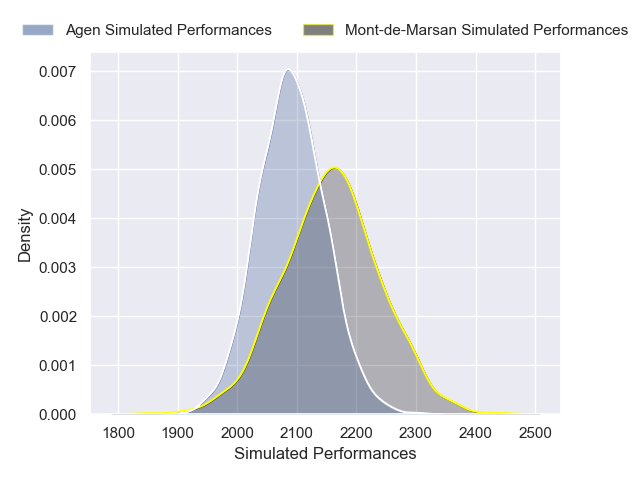 Agen Simulated Performances
Mont-de-Marsan Simulated Performances
0.007
0.006
0.005
0.004
0.003
0.002
0.001
0.000
Density
1800 1900 2000 2100 2200 2300 2400 2500
Simulated Performances